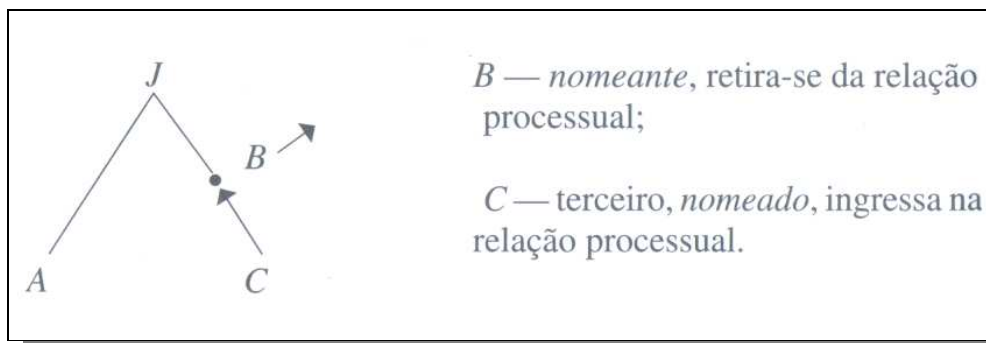 J
B
A
C
B — nomeante, retira-se da relação
processual;
C — terceiro, nomeado, ingressa na
relação processual.